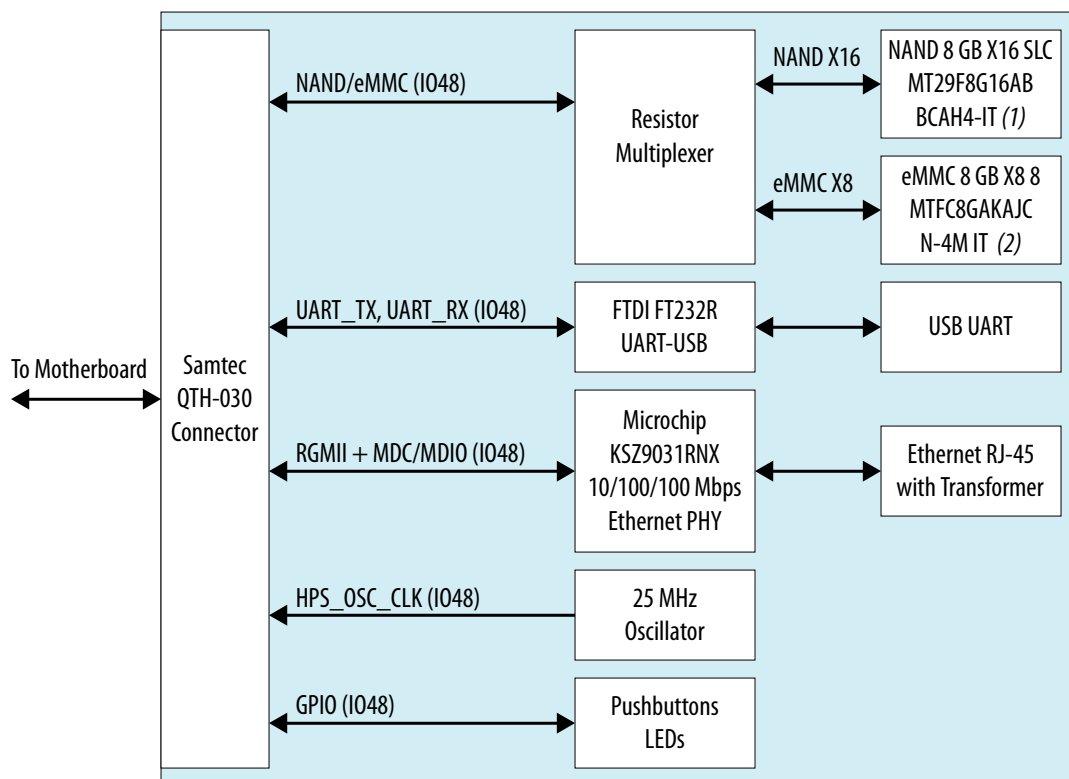 To Motherboard
Samtec
QTH-030
Connector
NAND/eMMC (IO48)
Resistor
Multiplexer
NAND X16
NAND 8 GB X16 SLC
MT29F8G16AB
BCAH4-IT (1)
eMMC X8
eMMC 8 GB X8 8
MTFC8GAKAJC
N-4M IT (2)
UART_TX, UART_RX (IO48)
FTDI FT232R
UART-USB
USB UART
RGMII + MDC/MDIO (IO48)
Microchip
KSZ9031RNX
10/100/100 Mbps
Ethernet PHY
Ethernet RJ-45
with Transformer
HPS_OSC_CLK (IO48)
25 MHz
Oscillator
GPIO (IO48)
Pushbuttons
LEDs